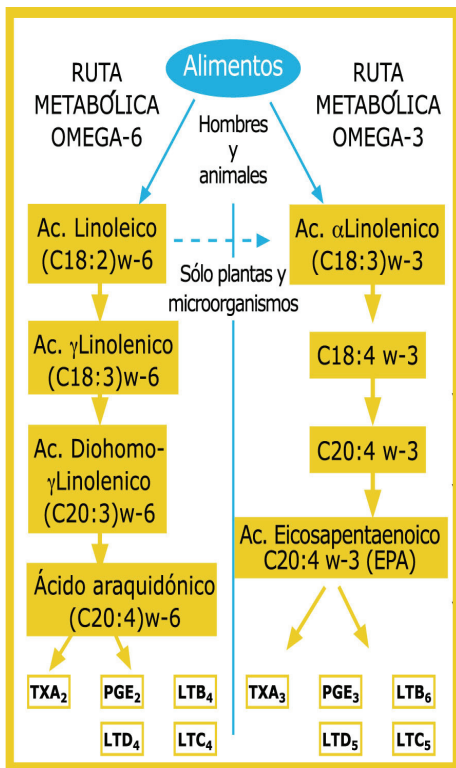 Alimentos
RUTA
METABÓLICA
OMEGA-6
RUTA
METABÓLICA
OMEGA-3
Hombres
y
animales
Ac. Linoleico
(C18:2)w-6
Ac. αLinolenico
(C18:3)w-3
Sólo plantas y
microorganismos
Ac. γLinolenico
(C18:3)w-6
C18:4 w-3
Ac. Diohomo-
γLinolenico
(C20:3)w-6
C20:4 w-3
Ac. Eicosapentaenoico
C20:4 w-3 (EPA)
Ácido araquidónico
(C20:4)w-6
TXA₂ PGE₂ LTB₄
LTD₄ LTC₄
TXA₃ PGE₃ LTB₆
LTD₅ LTC₅